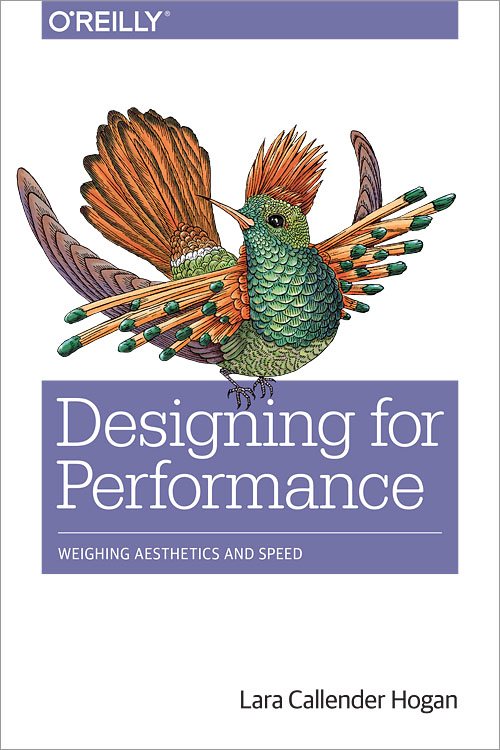 O'REILLY®
Designing for
Performance
WEIGHING AESTHETICS AND SPEED
Lara Callender Hogan